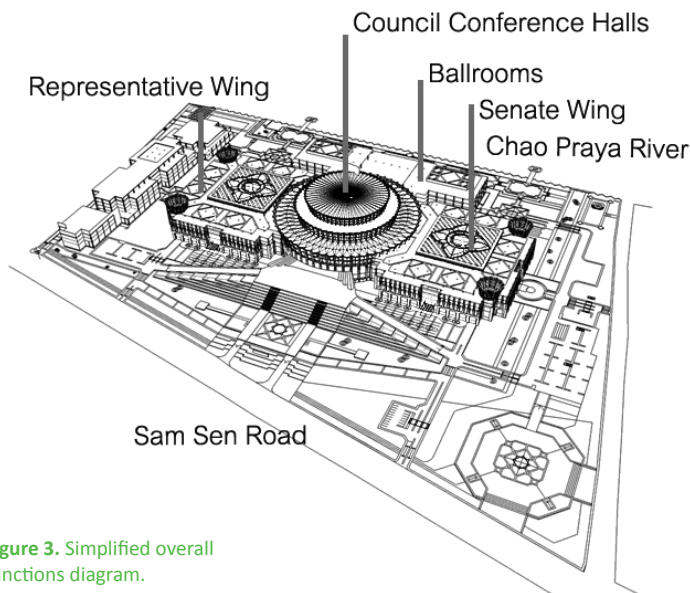 Council Conference Halls
Representative Wing
Ballrooms
Senate Wing
Chao Praya River
Sam Sen Road
gure 3. Simplified overall
unctions diagram.